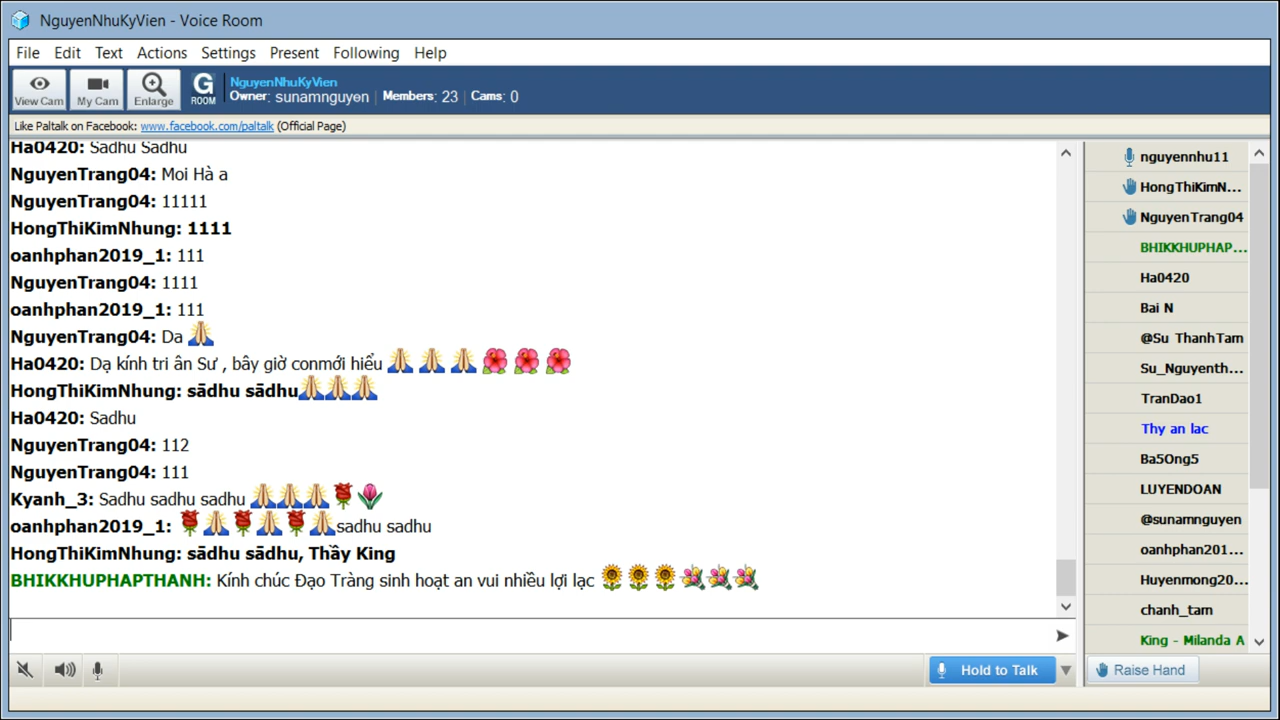 NguyenNhuKyVien - Voice Room
File Edit Text Actions Settings Present Following Help
View Cam My Cam Enlarge G ROOM
NguyenNhuKyVien
Owner: sunamnguyen Members: 23 Cams: 0
Like Paltalk on Facebook: www.facebook.com/paltalk (Official Page)
Ha0420: Sadhu Sadhu
NguyenTrang04: Moi Hà a
NguyenTrang04: 11111
HongThiKimNhung: 1111
oanhphan2019_1: 111
NguyenTrang04: 1111
oanhphan2019_1: 111
NguyenTrang04: Da 🙏
Ha0420: Dạ kính tri ân Sư , bây giờ conmới hiểu 🙏 🙏 🙏 🌺 🌺 🌺
HongThiKimNhung: sādhu sādhu🙏🙏🙏
Ha0420: Sadhu
NguyenTrang04: 112
NguyenTrang04: 111
Kyanh_3: Sadhu sadhu sadhu 🙏🙏🙏🌹🌷
oanhphan2019_1: 🌹🙏🌹🙏🌹🙏sadhu sadhu
HongThiKimNhung: sādhu sādhu, Thầy King
BHIKKHUPHAPTHANH: Kính chúc Đạo Tràng sinh hoạt an vui nhiều lợi lạc 🌻🌻🌻💐💐💐
nguyennhu11
HongThiKimN...
NguyenTrang04
BHIKKHUPHAP...
Ha0420
Bai N
@Su ThanhTam
Su_Nguyenth...
TranDao1
Thy an lac
Ba5Ong5
LUYENDOAN
@sunamnguyen
oanhphan201...
Huyenmong20...
chanh_tam
King - Milanda A
Hold to Talk
Raise Hand